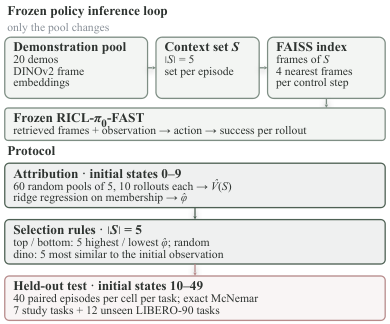 Frozen policy inference loop
only the pool changes
Demonstration pool
20 demos
DINOv2 frame
embeddings
Context set S
|S| = 5
set per episode
FAISS index
frames of S
4 nearest frames
per control step
Frozen RICL-π₀-FAST
retrieved frames + observation → action → success per rollout
Protocol
Attribution · initial states 0–9
60 random pools of 5, 10 rollouts each → V̂(S)
ridge regression on membership → φ̂
Selection rules · |S| = 5
top / bottom: 5 highest / lowest φ̂; random
dino: 5 most similar to the initial observation
Held-out test · initial states 10–49
40 paired episodes per cell per task; exact McNemar
7 study tasks + 12 unseen LIBERO-90 tasks